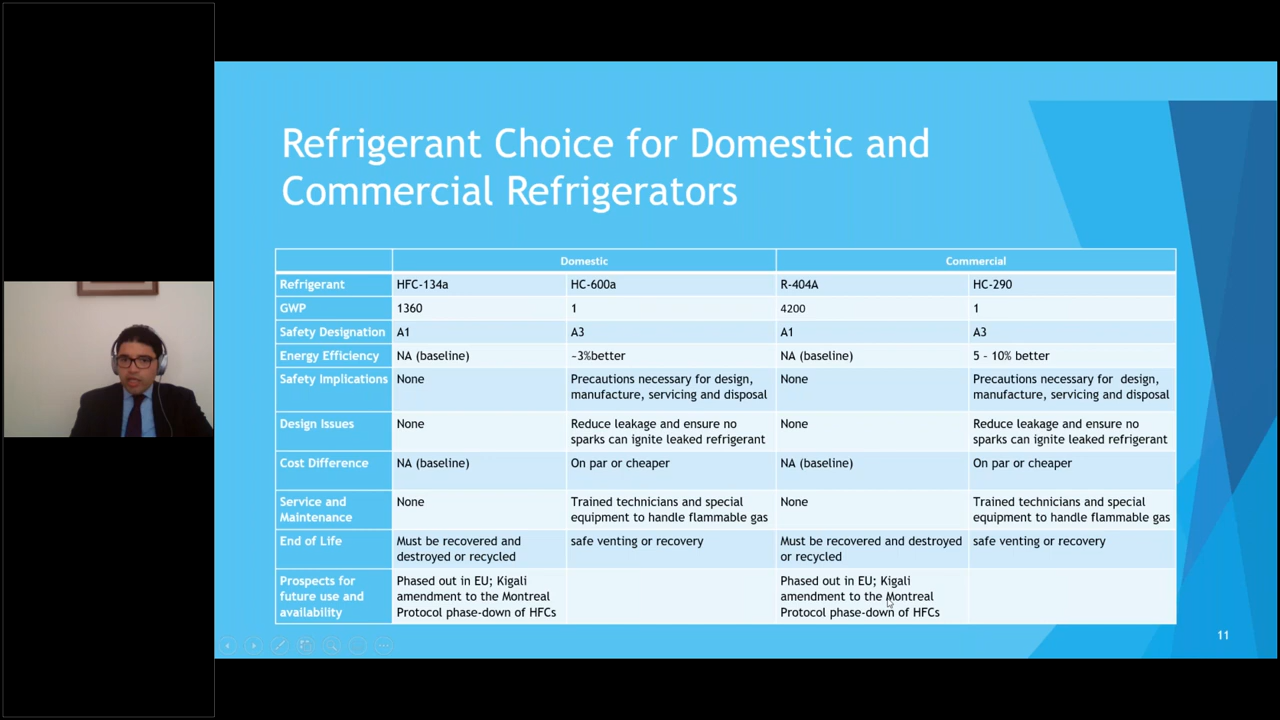 Refrigerant Choice for Domestic and
Commercial Refrigerators
Domestic Commercial
Refrigerant HFC-134a HC-600a R-404A HC-290
GWP 1360 1 4200 1
Safety Designation A1 A3 A1 A3
Energy Efficiency NA (baseline) ~3%better NA (baseline) 5 - 10% better
Safety Implications None Precautions necessary for design, None Precautions necessary for design,
manufacture, servicing and disposal manufacture, servicing and disposal
Design Issues None Reduce leakage and ensure no None Reduce leakage and ensure no
sparks can ignite leaked refrigerant sparks can ignite leaked refrigerant
Cost Difference NA (baseline) On par or cheaper NA (baseline) On par or cheaper
Service and None Trained technicians and special None Trained technicians and special
Maintenance equipment to handle flammable gas equipment to handle flammable gas
End of Life Must be recovered and safe venting or recovery Must be recovered and destroyed safe venting or recovery
destroyed or recycled or recycled
Prospects for Phased out in EU; Kigali Phased out in EU; Kigali
future use and amendment to the Montreal amendment to the Montreal
availability Protocol phase-down of HFCs Protocol phase-down of HFCs
11